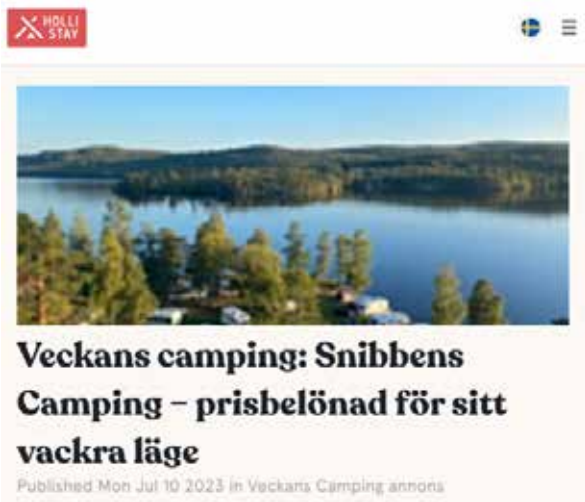 HOLLI
STAY
Veckans camping: Snibbens
Camping – prisbelönad för sitt
vackra läge
Published Mon Jul 10 2023 in Veckans Camping annons